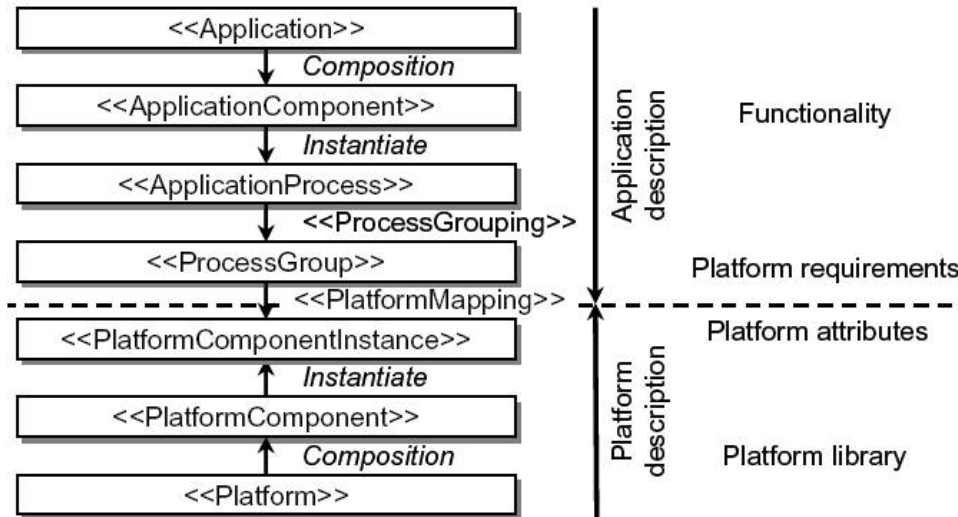 <<Application>>
Composition
<<ApplicationComponent>>
Instantiate
<<ApplicationProcess>>
<<ProcessGrouping>>
<<ProcessGroup>>
<<PlatformMapping>>
<<PlatformComponentInstance>>
Instantiate
<<PlatformComponent>>
Composition
<<Platform>>
Application
description
Platform
description
Functionality
Platform requirements
Platform attributes
Platform library